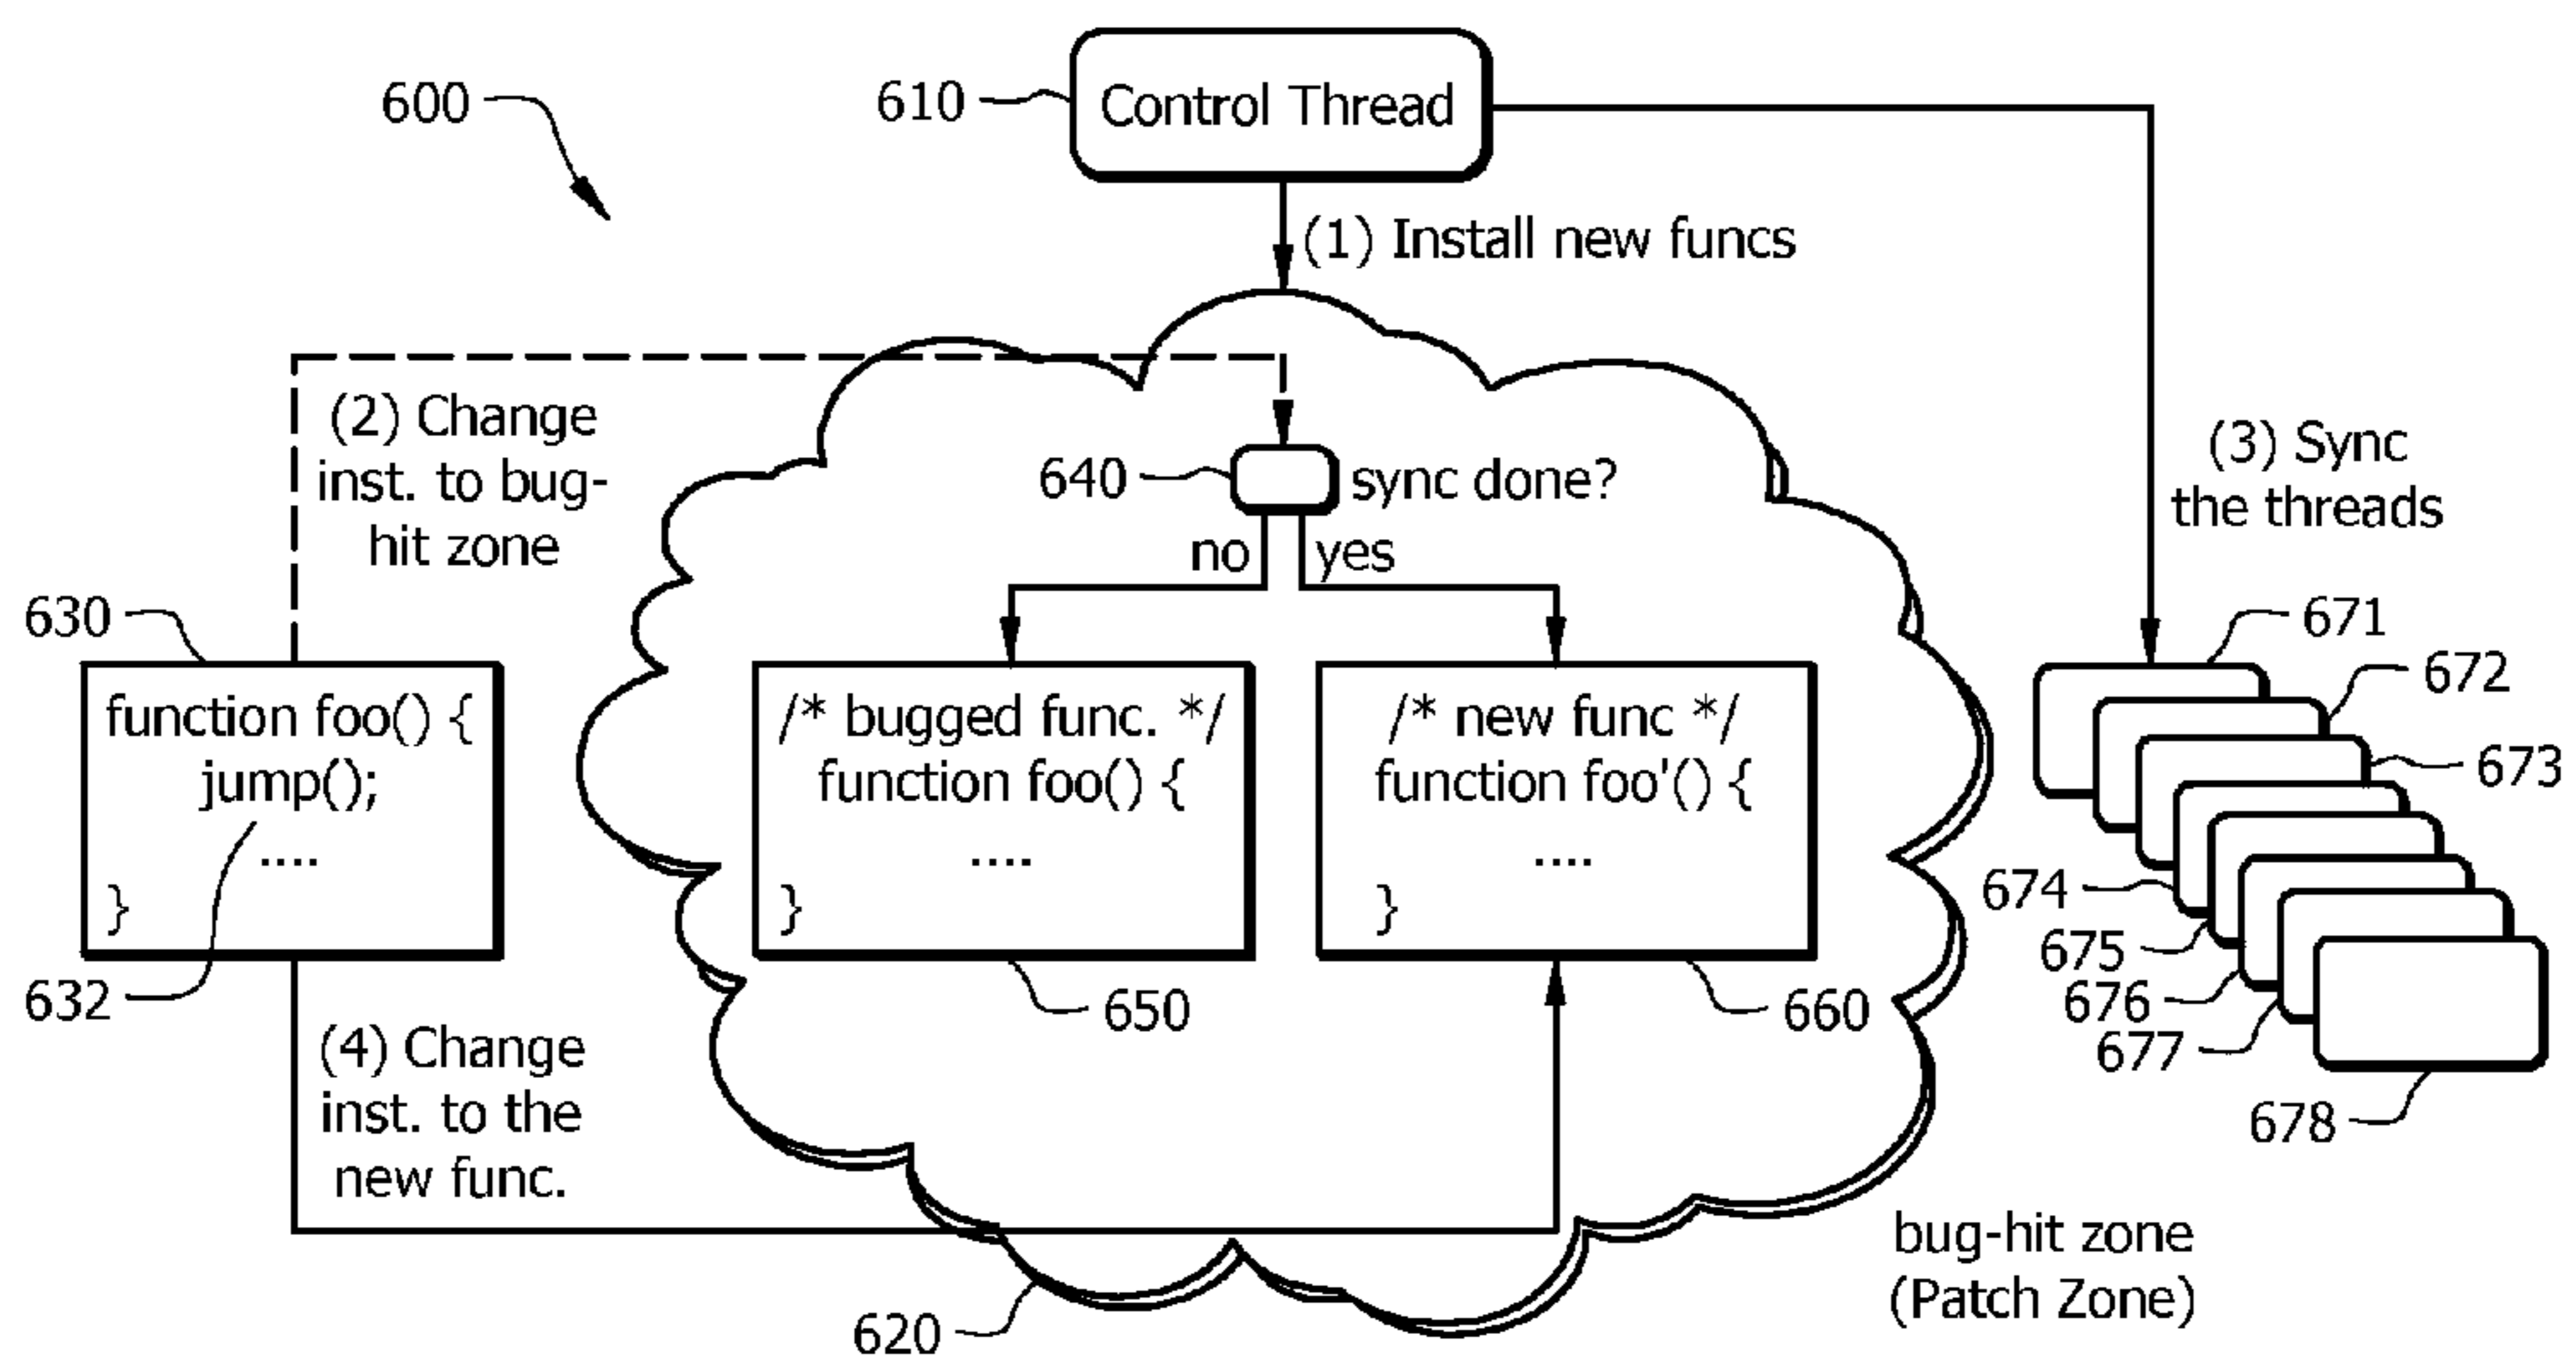 600
610
Control Thread
(1) Install new funcs
(2) Change
inst. to bug-
hit zone
640
sync done?
no
yes
(3) Sync
the threads
630
function foo() {
jump();
....
}
632
/* bugged func. */
function foo() {
....
}
650
/* new func */
function foo'() {
....
}
660
671
672
673
674
675
676
677
678
(4) Change
inst. to the
new func.
620
bug-hit zone
(Patch Zone)